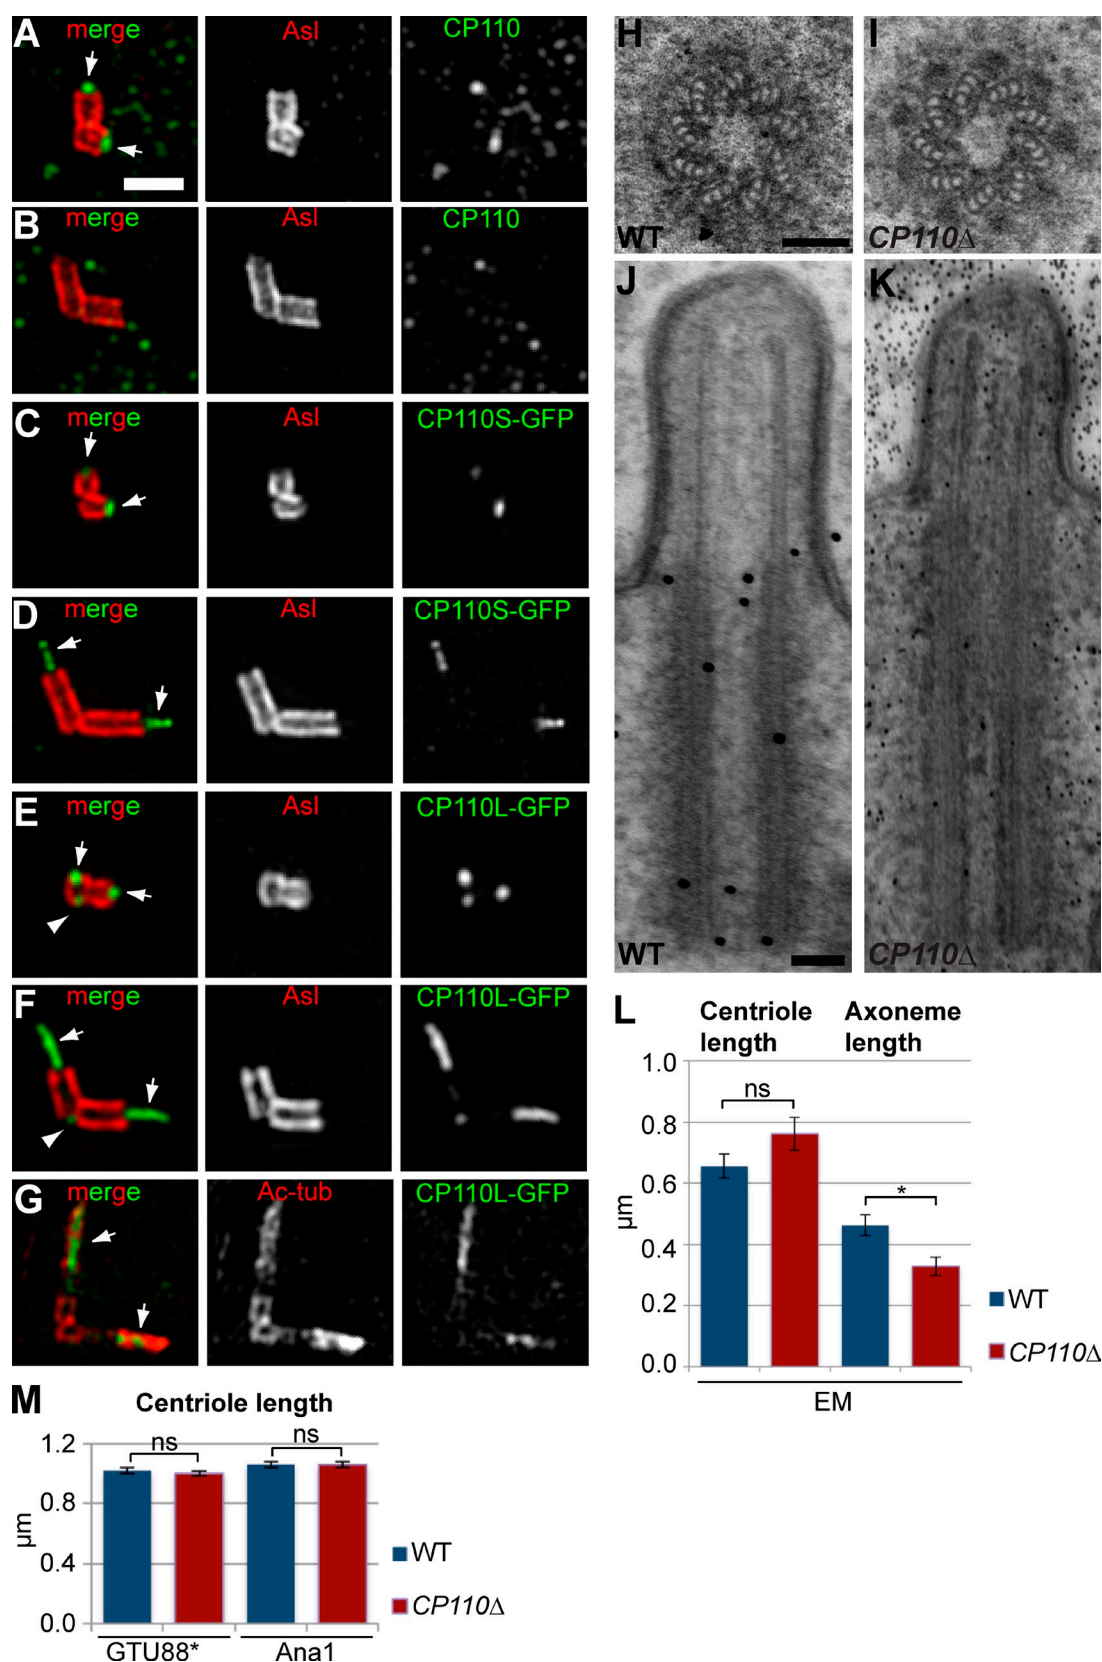 A merge Asl CP110
B merge Asl CP110
C merge Asl CP110S-GFP
D merge Asl CP110S-GFP
E merge Asl CP110L-GFP
F merge Asl CP110L-GFP
G merge Ac-tub CP110L-GFP
H WT
I CP110Δ
J WT
K CP110Δ
L
Centriole length
Axoneme length
1.0
0.8
0.6
0.4
0.2
0.0
µm
ns
*
WT
CP110Δ
EM
M
Centriole length
1.2
0.8
0.4
0.0
µm
ns
ns
WT
CP110Δ
GTU88*
Ana1